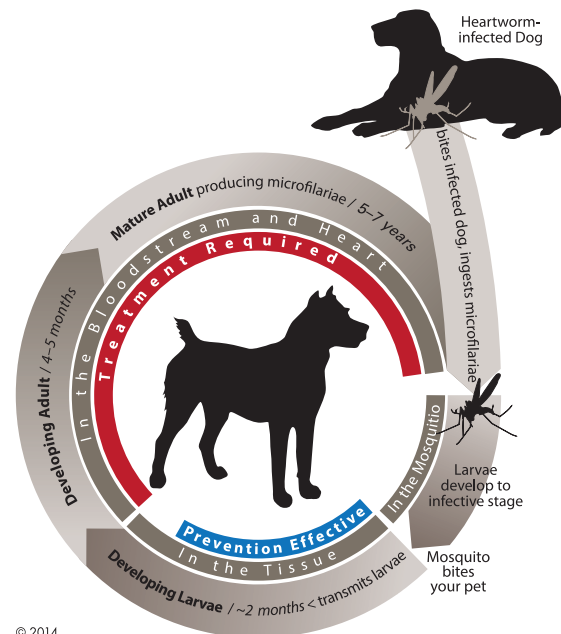 Heartworm-
infected Dog
bites infected dog, ingests microfilariae
Mature Adult producing microfilariae / 5–7 years
In the Bloodstream and Heart
Treatment Required
Developing Adult / 4–5 months
In the Mosquitio
Larvae
develop to
infective stage
Mosquito
bites
your pet
Prevention Effective
In the Tissue
Developing Larvae / ~2 months < transmits larvae
© 2014